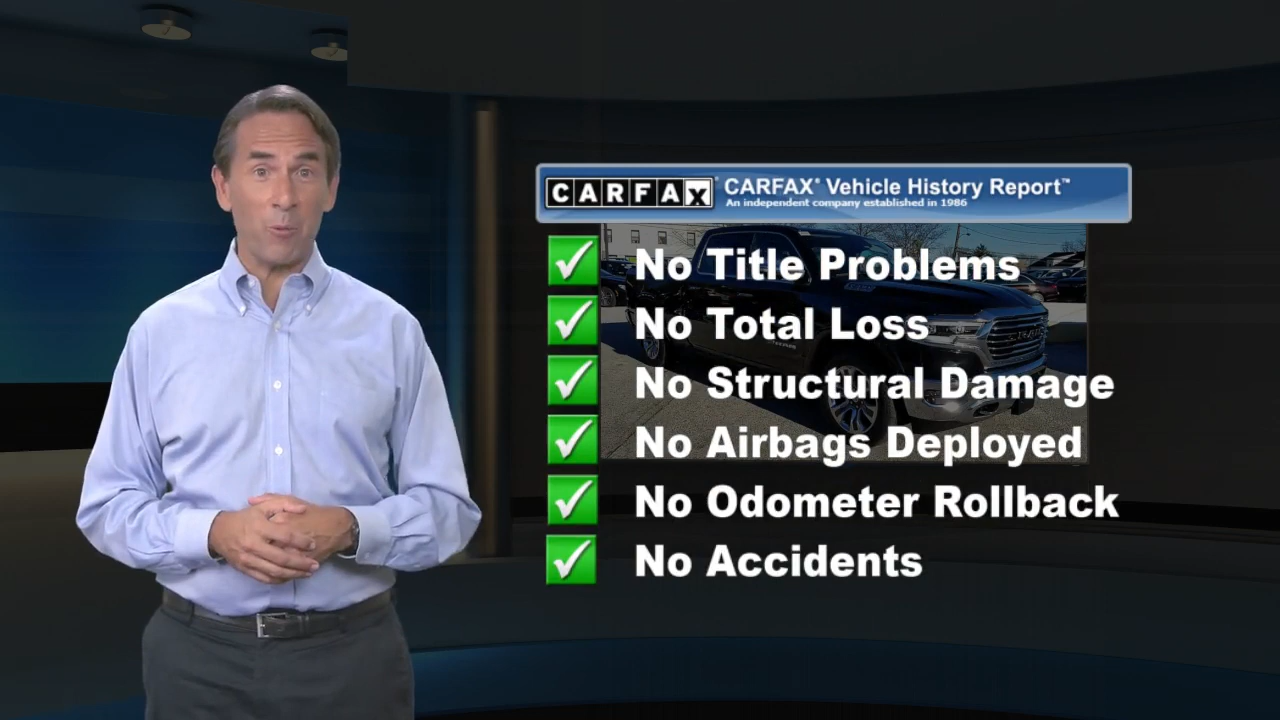 CARFAX® CARFAX® Vehicle History Report™
An independent company established in 1986
No Title Problems
No Total Loss
No Structural Damage
No Airbags Deployed
No Odometer Rollback
No Accidents